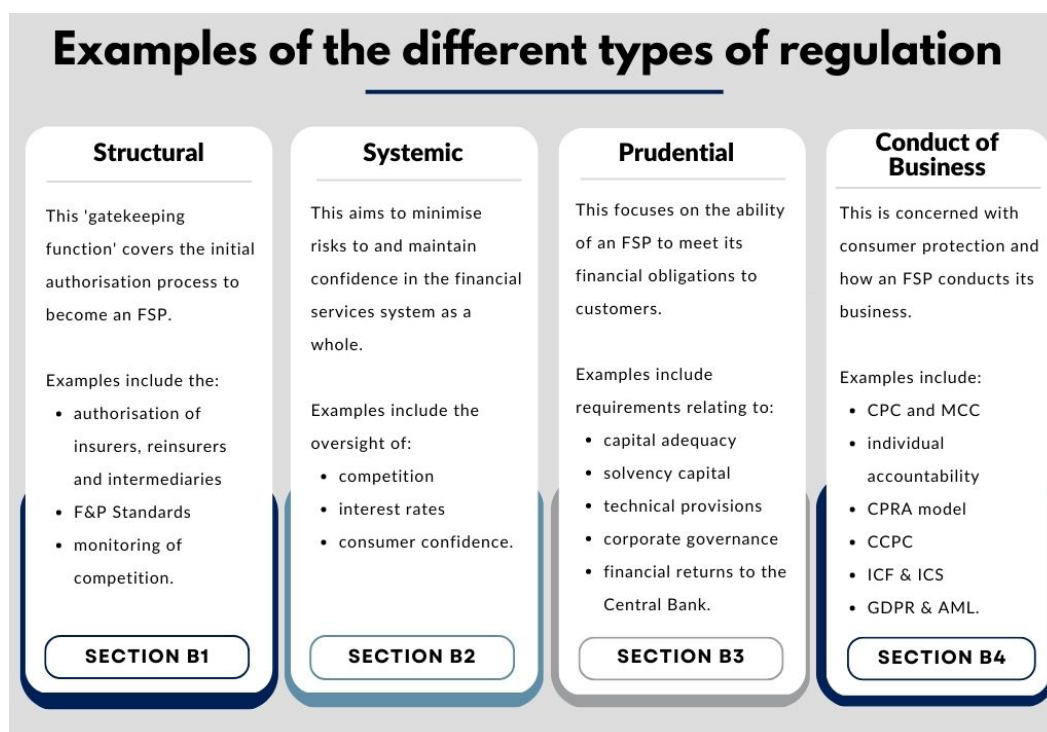 Examples of the different types of regulation
Structural
This 'gatekeeping
function' covers the initial
authorisation process to
become an FSP.
Examples include the:
• authorisation of
insurers, reinsurers
and intermediaries
• F&P Standards
• monitoring of
competition.
SECTION B1
Systemic
This aims to minimise
risks to and maintain
confidence in the financial
services system as a
whole.
Examples include the
oversight of:
• competition
• interest rates
• consumer confidence.
SECTION B2
Prudential
This focuses on the ability
of an FSP to meet its
financial obligations to
customers.
Examples include
requirements relating to:
• capital adequacy
• solvency capital
• technical provisions
• corporate governance
• financial returns to the
Central Bank.
SECTION B3
Conduct of
Business
This is concerned with
consumer protection and
how an FSP conducts its
business.
Examples include:
• CPC and MCC
• individual
accountability
• CPRA model
• CCPC
• ICF & ICS
• GDPR & AML.
SECTION B4